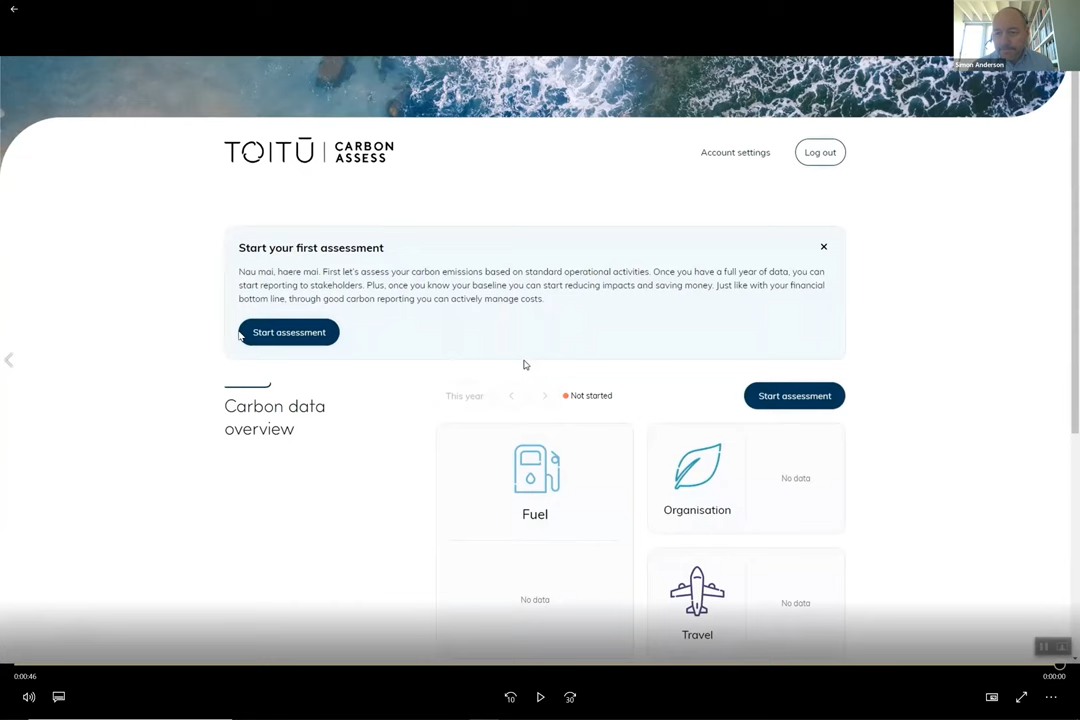 Simon Anderson
TOITŪ | CARBON ASSESS
Account settings
Log out
Start your first assessment
Nau mai, haere mai. First let's assess your carbon emissions based on standard operational activities. Once you have a full year of data, you can
start reporting to stakeholders. Plus, once you know your baseline you can start reducing impacts and saving money. Just like with your financial
bottom line, through good carbon reporting you can actively manage costs.
Start assessment
Carbon data
overview
This year
Not started
Start assessment
Fuel
No data
Organisation
No data
Travel
No data
0:00:46
0:00:00
10
30